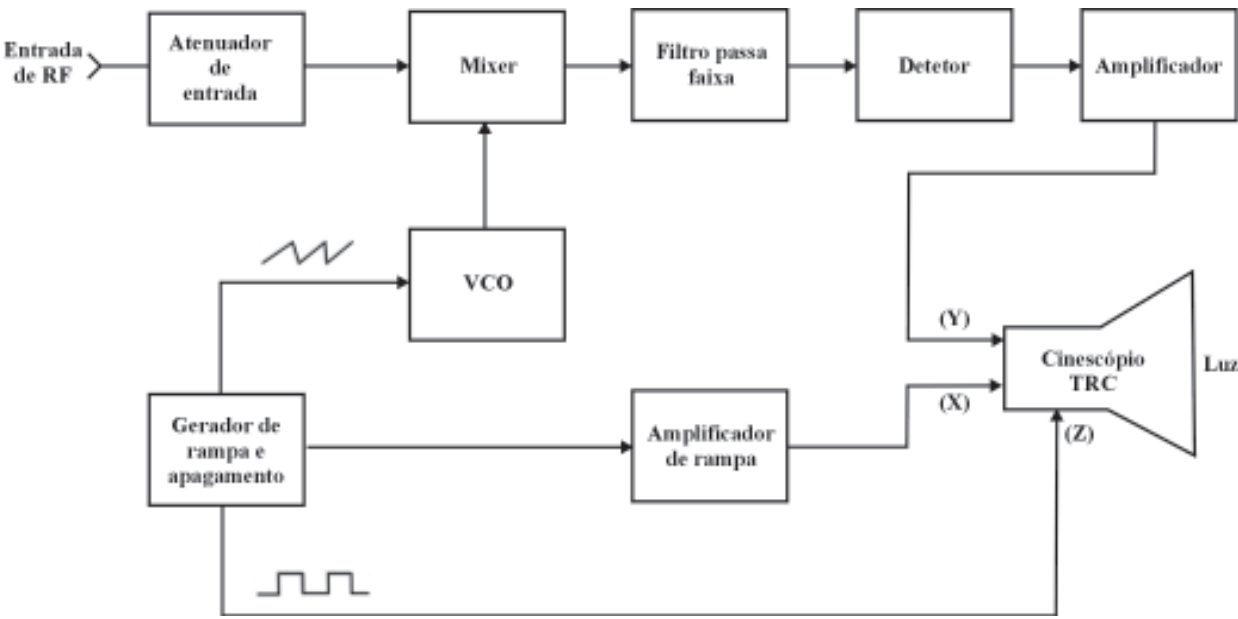 Entrada
de RF
Atenuador
de
entrada
Mixer
Filtro passa
faixa
Detetor
Amplificador
VCO
(Y)
Cinescópio
TRC
Luz
(X)
(Z)
Gerador de
rampa e
apagamento
Amplificador
de rampa